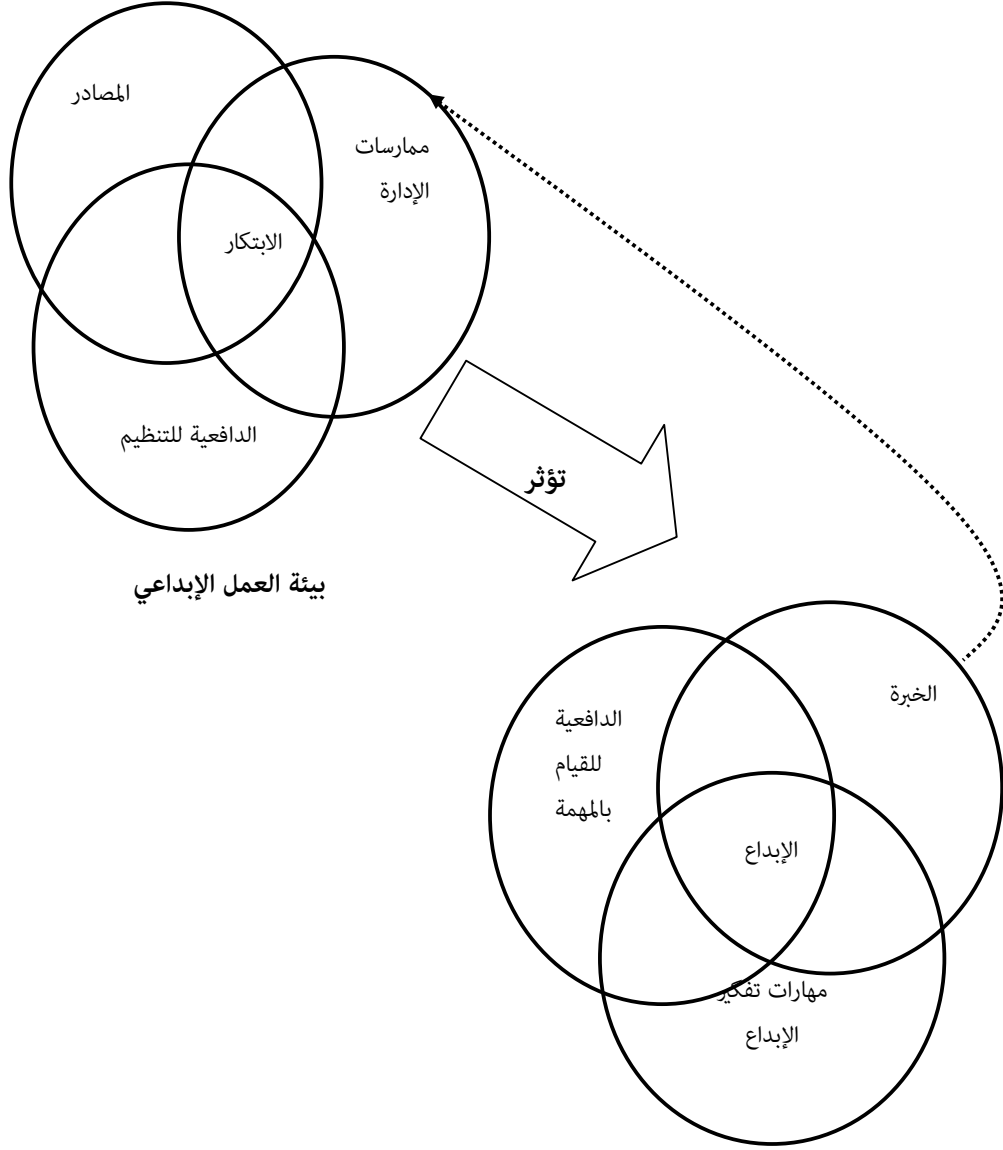 المصادر
ممارسات
الإدارة
الابتكار
الدافعية للتنظيم
تؤثر
بيئة العمل الإبداعي
الخبرة
الدافعية
للقيام
بالمهمة
الإبداع
مهارات تفكير
الإبداع